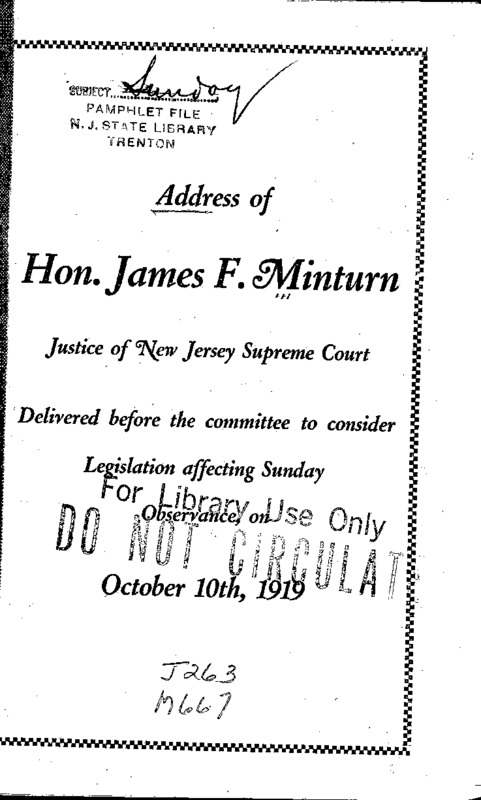 SUBJECT Sunday
PAMPHLET FILE
N. J. STATE LIBRARY
TRENTON
Address of
Hon. James F. Minturn
Justice of New Jersey Supreme Court
Delivered before the committee to consider
Legislation affecting Sunday
For Library Use Only
Observance, on
DO NOT CIRCULAT
October 10th, 1919
J263
M667